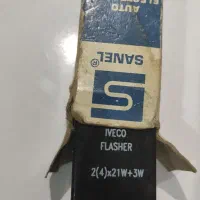 AUTO
SANEL®
IVECO
FLASHER
2(4)x21W+3W